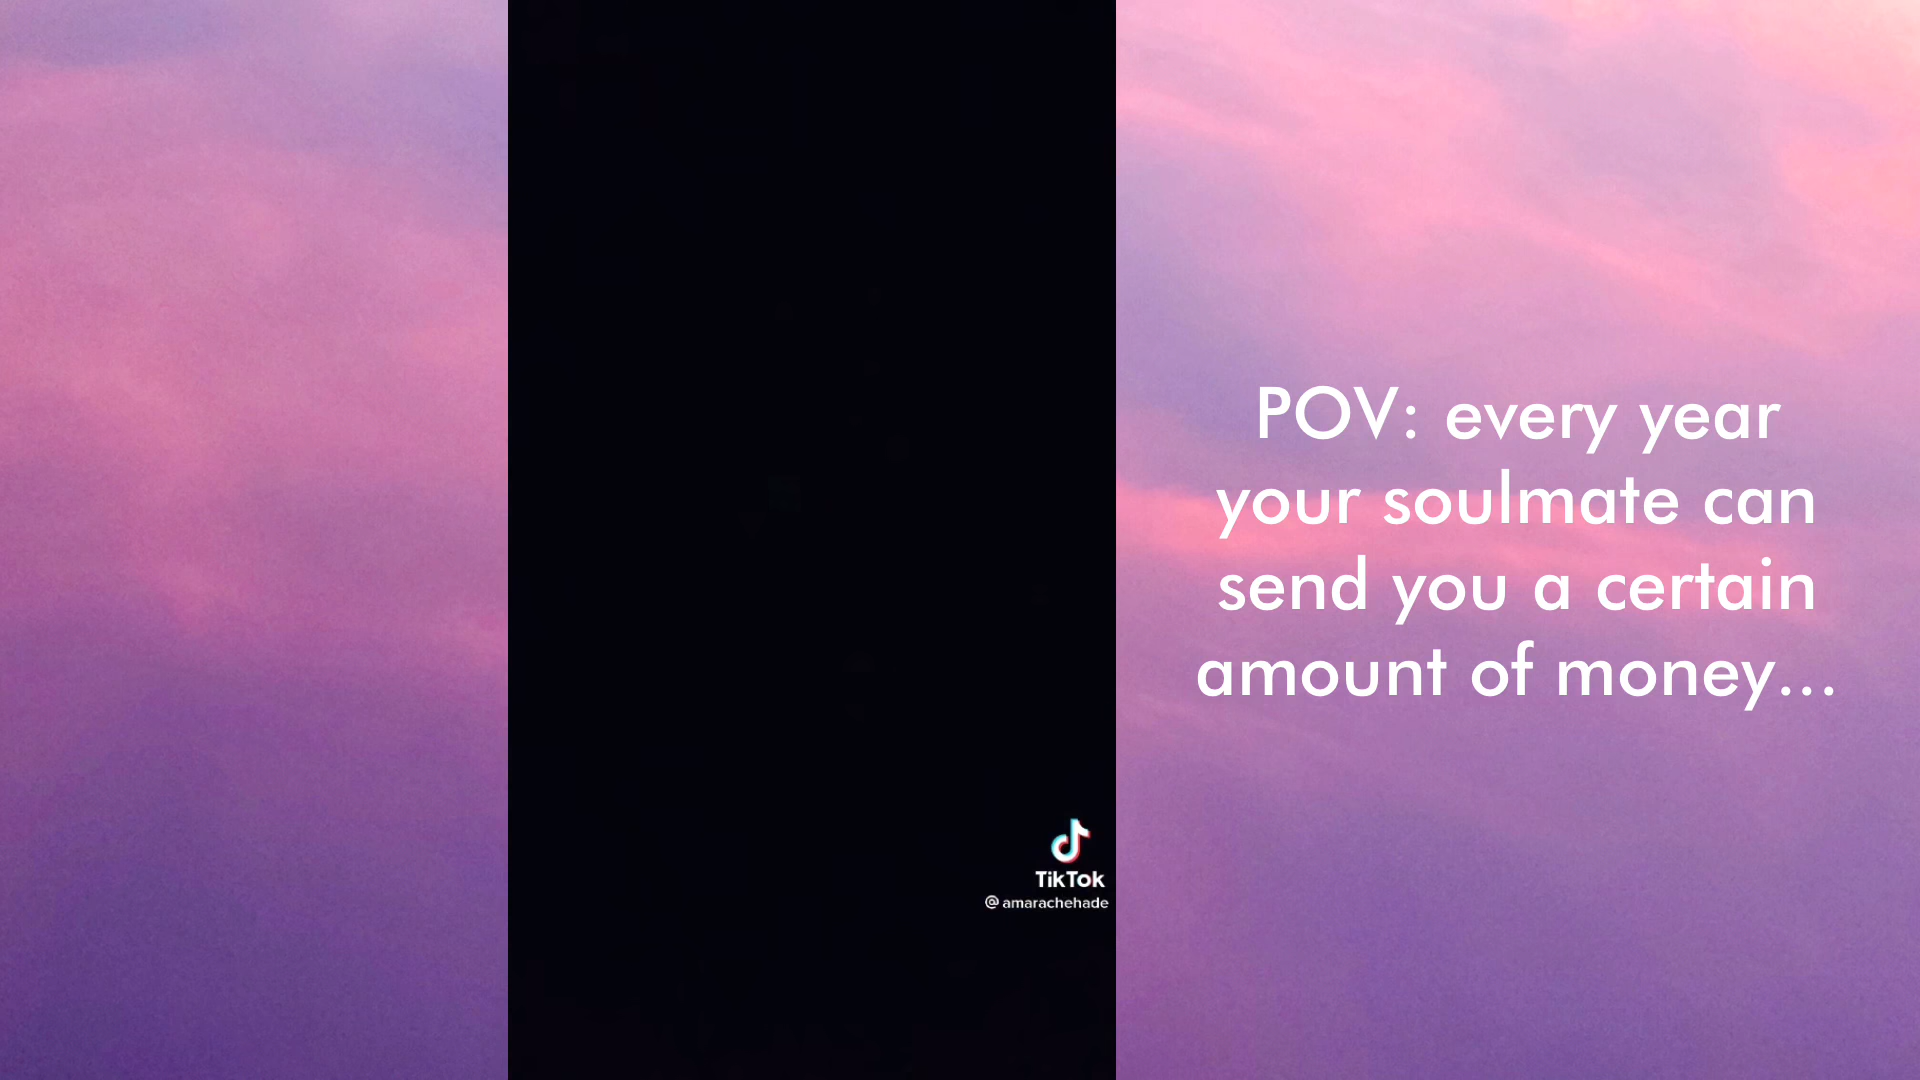 POV: every year
your soulmate can
send you a certain
amount of money...
TikTok
@amarachehade